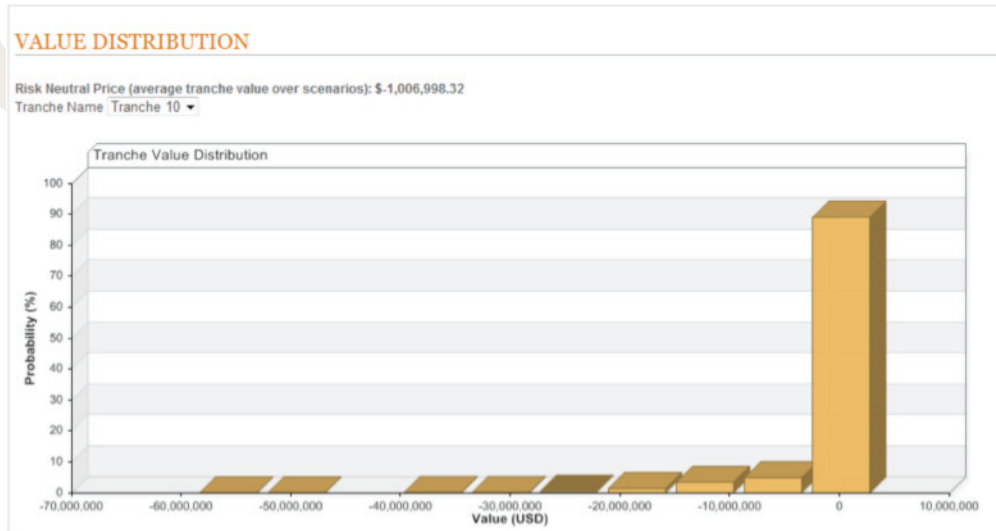 VALUE DISTRIBUTION
Risk Neutral Price (average tranche value over scenarios): $-1,006,998.32
Tranche Name Tranche 10
Tranche Value Distribution
100
90
80
70
60
50
40
30
20
10
0
Probability (%)
-70,000,000 -60,000,000 -50,000,000 -40,000,000 -30,000,000 -20,000,000 -10,000,000 0 10,000,000
Value (USD)